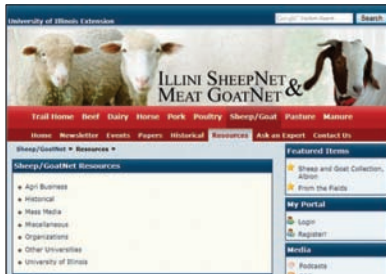 University of Illinois Extension
Search
ILLINI SHEEPNET &
MEAT GOATNET
Trail Home Beef Dairy Horse Pork Poultry Sheep/Goat Pasture Manure
Home Newsletter Events Papers Historical Resources Ask an Expert Contact Us
Sheep/GoatNet Resources
Sheep/GoatNet Resources
Agri Business
Historical
Mass Media
Miscellaneous
Organizations
Other Universities
University of Illinois
Featured Items
Sheep and Goat Collection,
Albion
From the Fields
My Portal
Login
Register!
Media
Podcasts